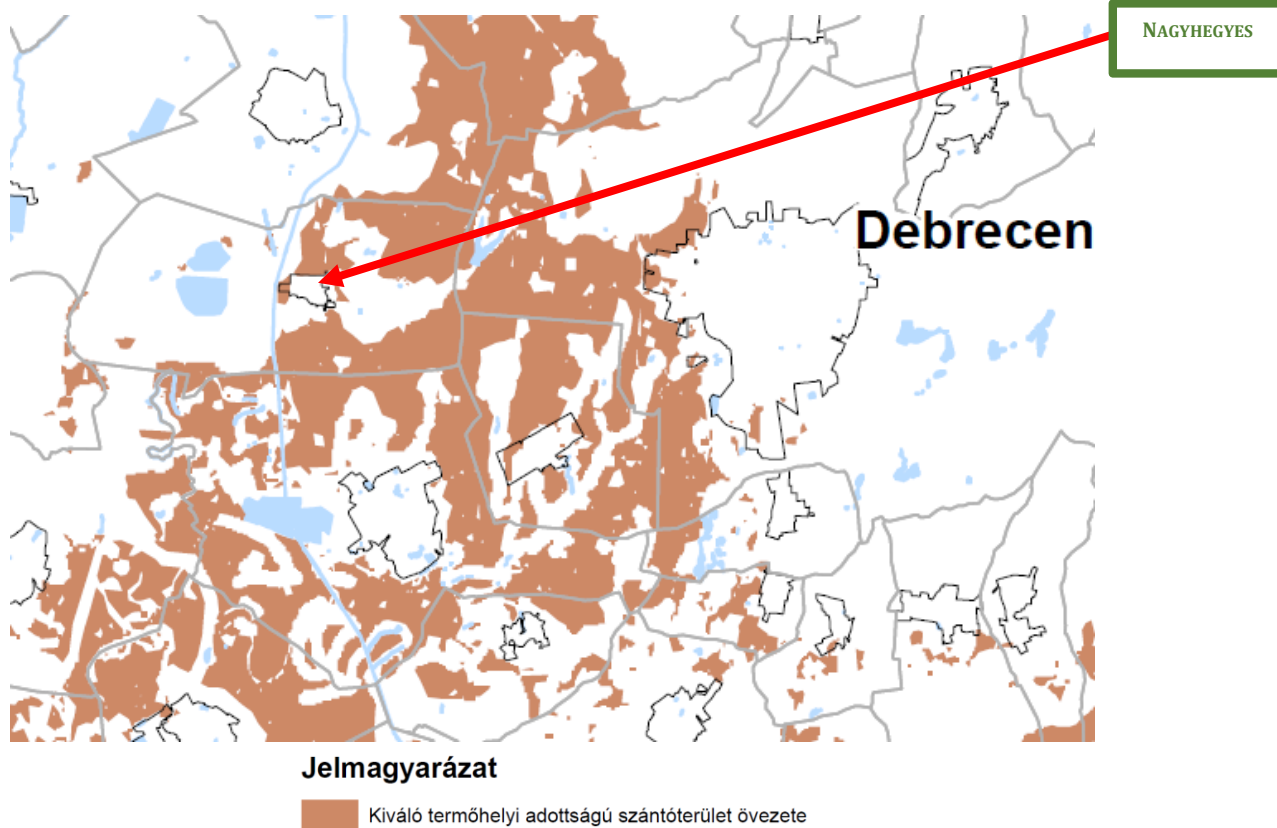 NAGYHEGYES
Debrecen
Jelmagyarázat
Kiváló termőhelyi adottságú szántóterület övezete